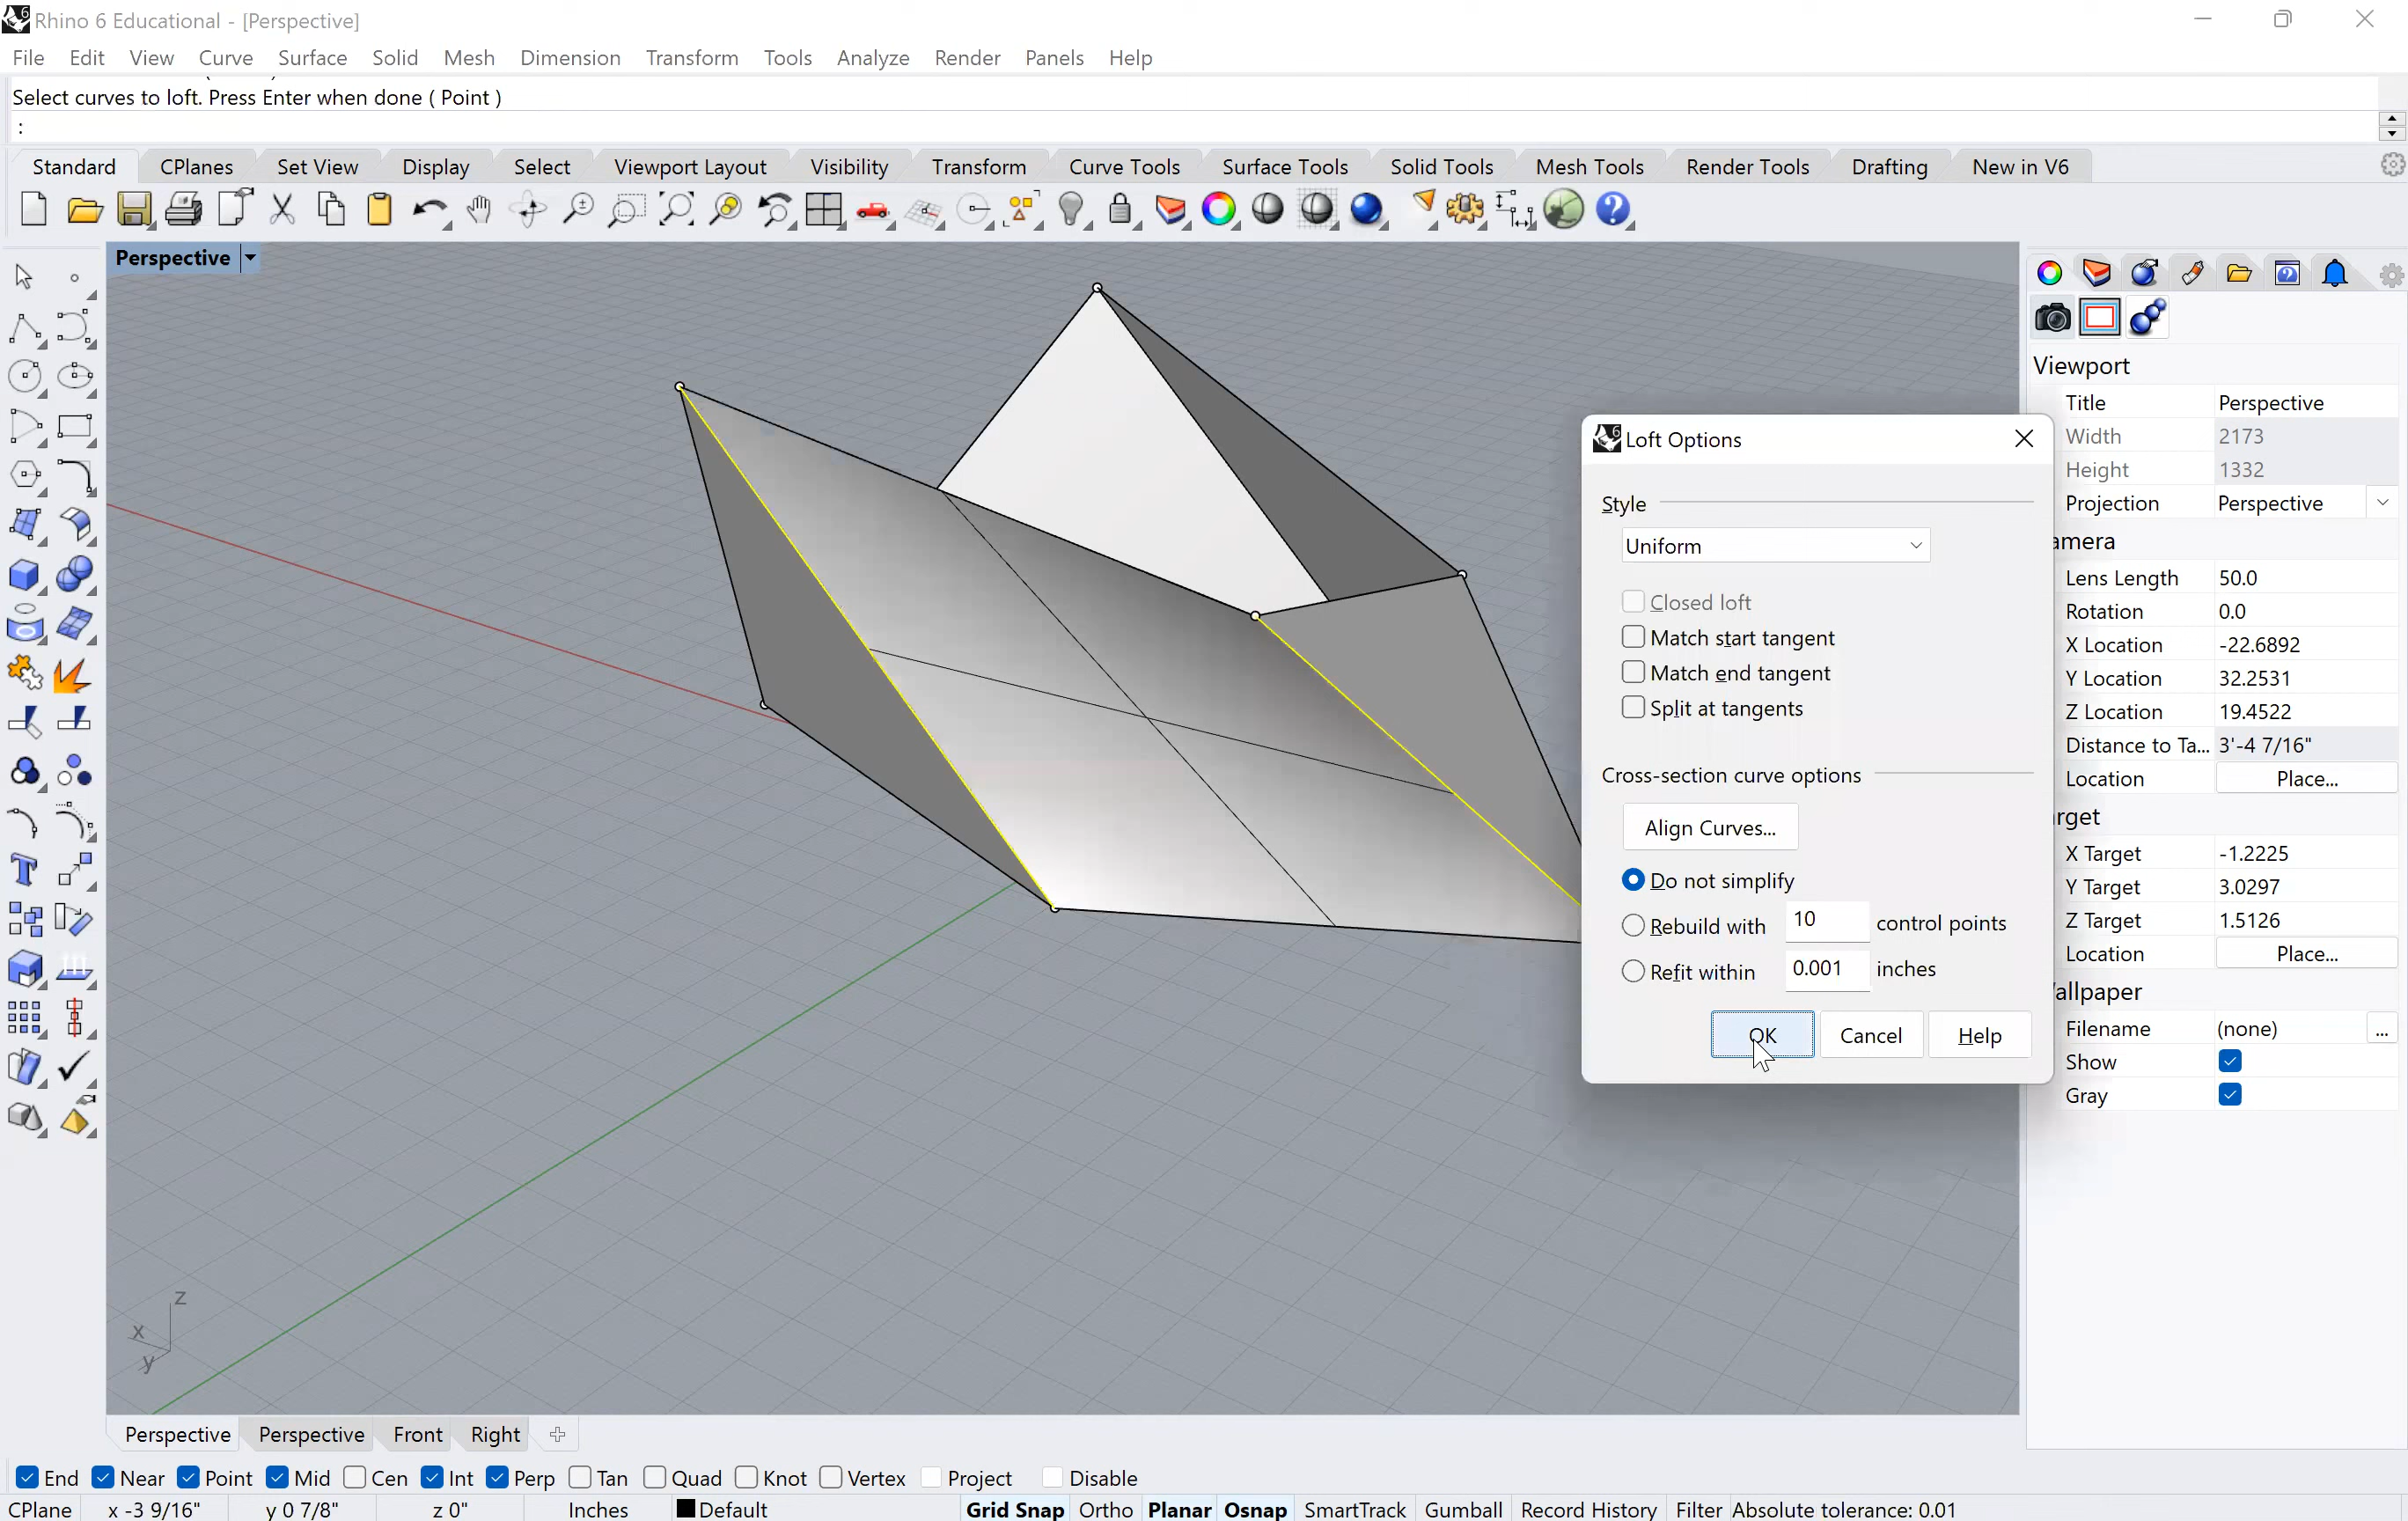 Rhino 6 Educational - [Perspective]
File Edit View Curve Surface Solid Mesh Dimension Transform Tools Analyze Render Panels Help
Select curves to loft. Press Enter when done ( Point )
:
Standard CPlanes Set View Display Select Viewport Layout Visibility Transform Curve Tools Surface Tools Solid Tools Mesh Tools Render Tools Drafting New in V6
Perspective
Loft Options
Style
Uniform
Closed loft
Match start tangent
Match end tangent
Split at tangents
Cross-section curve options
Align Curves...
Do not simplify
Rebuild with 10 control points
Refit within 0.001 inches
OK Cancel Help
Viewport
Title Perspective
Width 2173
Height 1332
Projection Perspective
amera
Lens Length 50.0
Rotation 0.0
X Location -22.6892
Y Location 32.2531
Z Location 19.4522
Distance to Ta... 3'-4 7/16"
Location Place...
rget
X Target -1.2225
Y Target 3.0297
Z Target 1.5126
Location Place...
allpaper
Filename (none) ...
Show
Gray
z
x
y
Perspective Perspective Front Right
End Near Point Mid Cen Int Perp Tan Quad Knot Vertex Project Disable
CPlane x -3 9/16" y 0 7/8" z 0" Inches Default Grid Snap Ortho Planar Osnap SmartTrack Gumball Record History Filter Absolute tolerance: 0.01